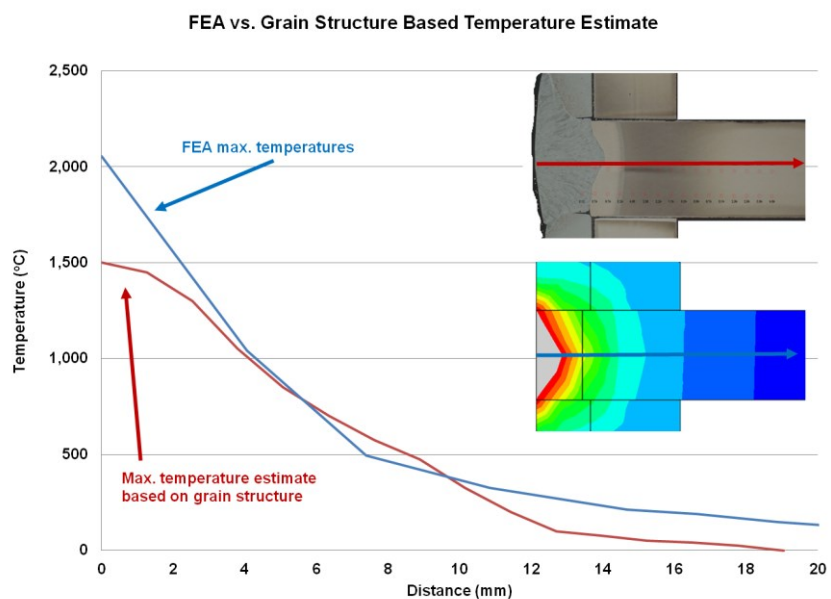 FEA vs. Grain Structure Based Temperature Estimate
2,500
2,000
1,500
1,000
500
0
Temperature (°C)
FEA max. temperatures
Max. temperature estimate
based on grain structure
0 2 4 6 8 10 12 14 16 18 20
Distance (mm)